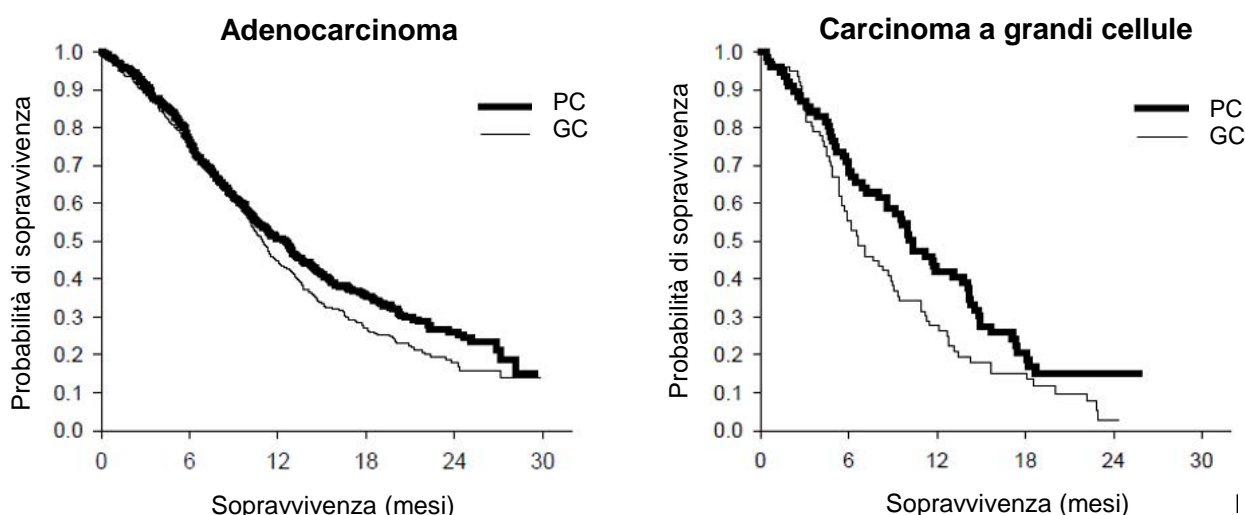 Adenocarcinoma
Probabilità di sopravvivenza
1.0
0.9
0.8
0.7
0.6
0.5
0.4
0.3
0.2
0.1
0.0
PC
GC
0 6 12 18 24 30
Sopravvivenza (mesi)
Carcinoma a grandi cellule
Probabilità di sopravvivenza
1.0
0.9
0.8
0.7
0.6
0.5
0.4
0.3
0.2
0.1
0.0
PC
GC
0 6 12 18 24 30
Sopravvivenza (mesi)